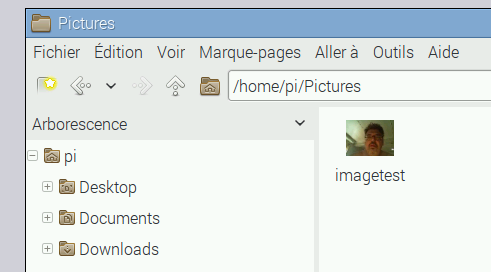 Pictures
Fichier Édition Voir Marque-pages Aller à Outils Aide
/home/pi/Pictures
Arborescence
pi
Desktop
Documents
Downloads
imagetest